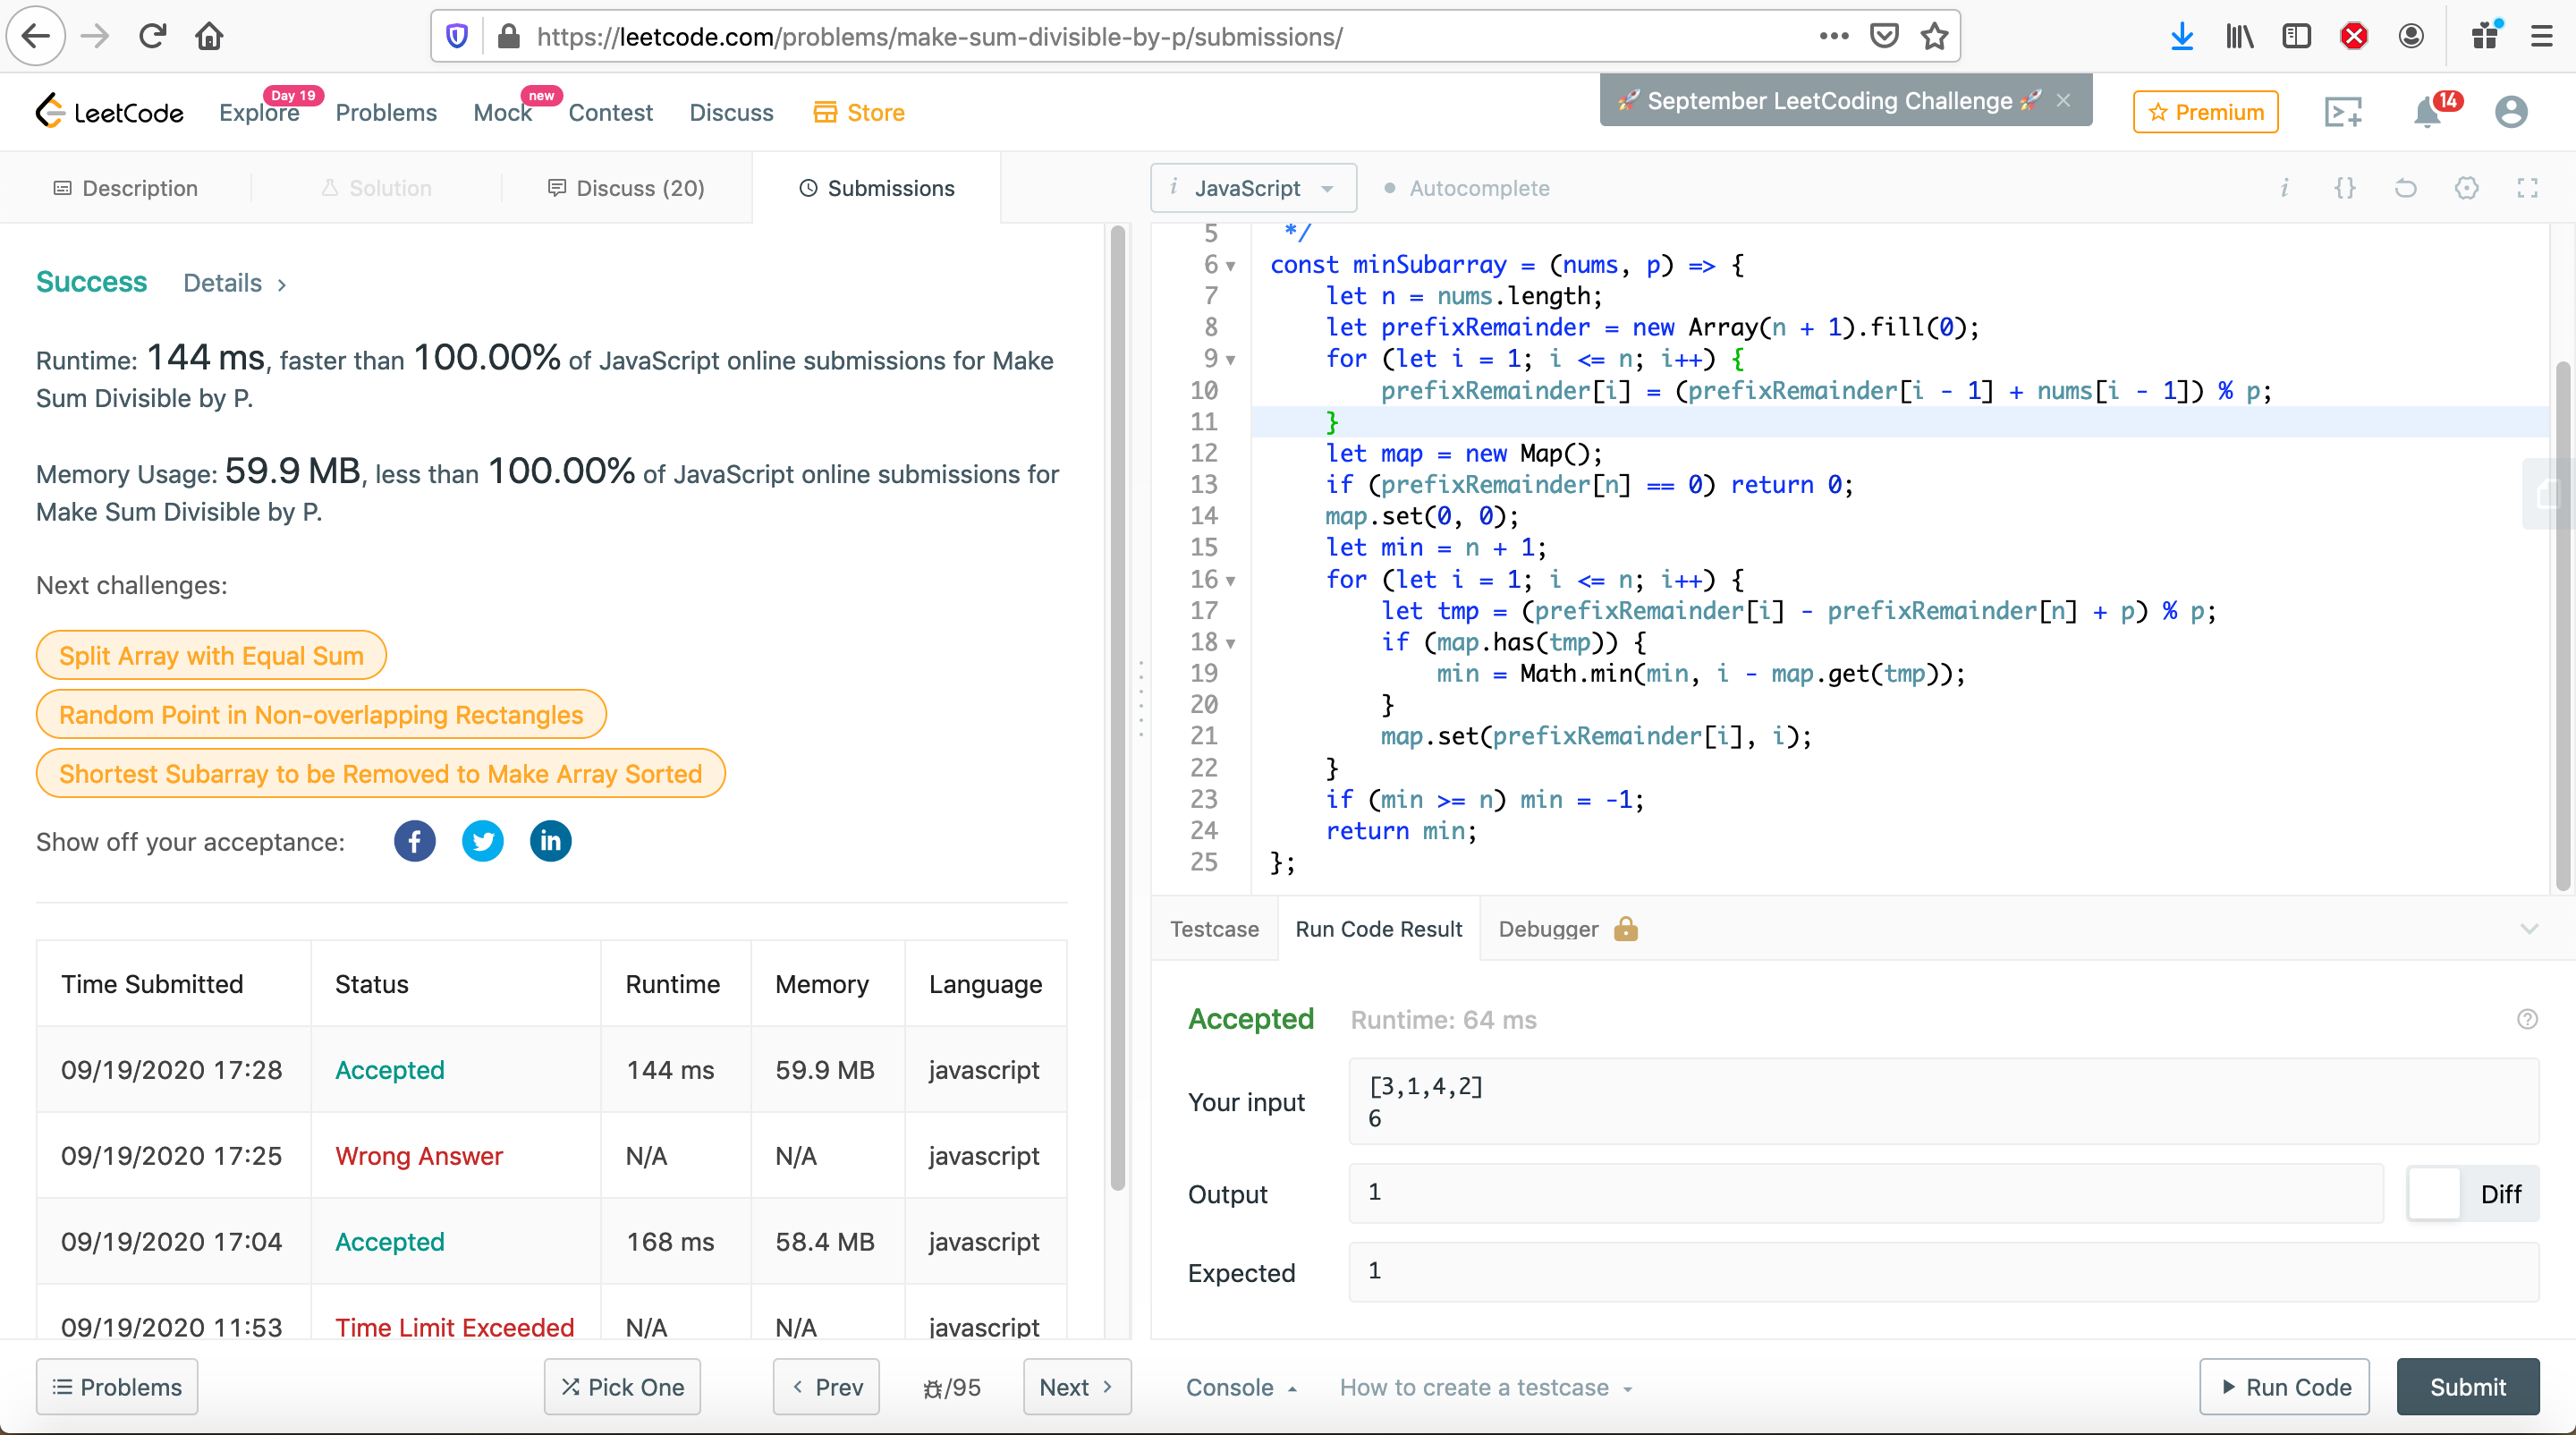 https://leetcode.com/problems/make-sum-divisible-by-p/submissions/
LeetCode
Explore
Day 19
Problems
Mock
new
Contest
Discuss
Store
🚀 September LeetCoding Challenge 🚀 ×
Premium
14
Description
Solution
Discuss (20)
Submissions
i JavaScript
Autocomplete
i {}
Success Details >
Runtime: 144 ms, faster than 100.00% of JavaScript online submissions for Make
Sum Divisible by P.
Memory Usage: 59.9 MB, less than 100.00% of JavaScript online submissions for
Make Sum Divisible by P.
Next challenges:
Split Array with Equal Sum
Random Point in Non-overlapping Rectangles
Shortest Subarray to be Removed to Make Array Sorted
Show off your acceptance:
Time Submitted Status Runtime Memory Language
09/19/2020 17:28 Accepted 144 ms 59.9 MB javascript
09/19/2020 17:25 Wrong Answer N/A N/A javascript
09/19/2020 17:04 Accepted 168 ms 58.4 MB javascript
09/19/2020 11:53 Time Limit Exceeded N/A N/A javascript
5 */
6 const minSubarray = (nums, p) => {
7 let n = nums.length;
8 let prefixRemainder = new Array(n + 1).fill(0);
9 for (let i = 1; i <= n; i++) {
10 prefixRemainder[i] = (prefixRemainder[i - 1] + nums[i - 1]) % p;
11 }
12 let map = new Map();
13 if (prefixRemainder[n] == 0) return 0;
14 map.set(0, 0);
15 let min = n + 1;
16 for (let i = 1; i <= n; i++) {
17 let tmp = (prefixRemainder[i] - prefixRemainder[n] + p) % p;
18 if (map.has(tmp)) {
19 min = Math.min(min, i - map.get(tmp));
20 }
21 map.set(prefixRemainder[i], i);
22 }
23 if (min >= n) min = -1;
24 return min;
25 };
Testcase
Run Code Result
Debugger
Accepted Runtime: 64 ms
Your input
[3,1,4,2]
6
Output
1
Diff
Expected
1
Problems
Pick One
Prev
/95
Next
Console
How to create a testcase
Run Code
Submit